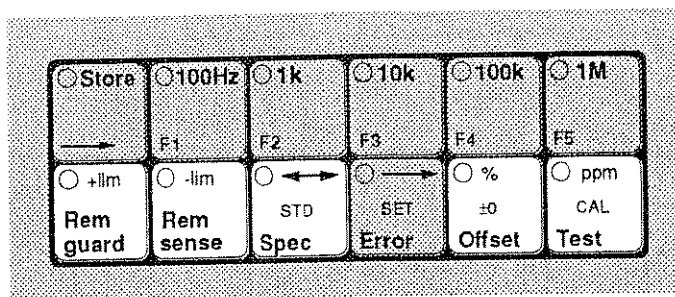 Store 100Hz 1k 10k 100k 1M
F1 F2 F3 F4 F5
+lim -lim % ppm
STD SET ±0 CAL
Rem guard Rem sense Spec Error Offset Test